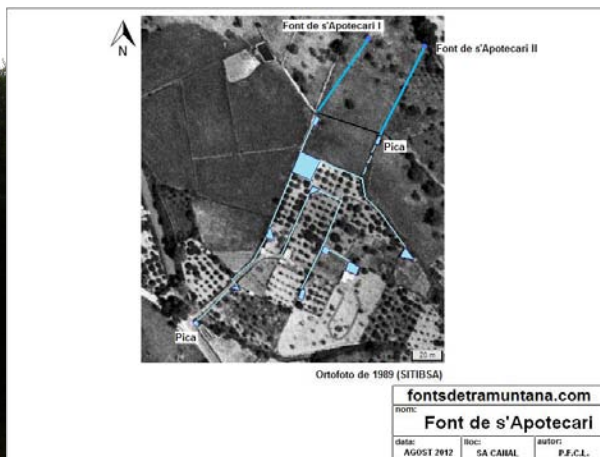 Font de s'Apotecari I
N
Font de s'Apotecari II
Pica
Pica
20 m
Ortofoto de 1989 (SITIBSA)
fontsdetramuntana.com
nom:
Font de s'Apotecari
data: lloc: autor:
AGOST 2012 SA CANAL P.F.C.L.